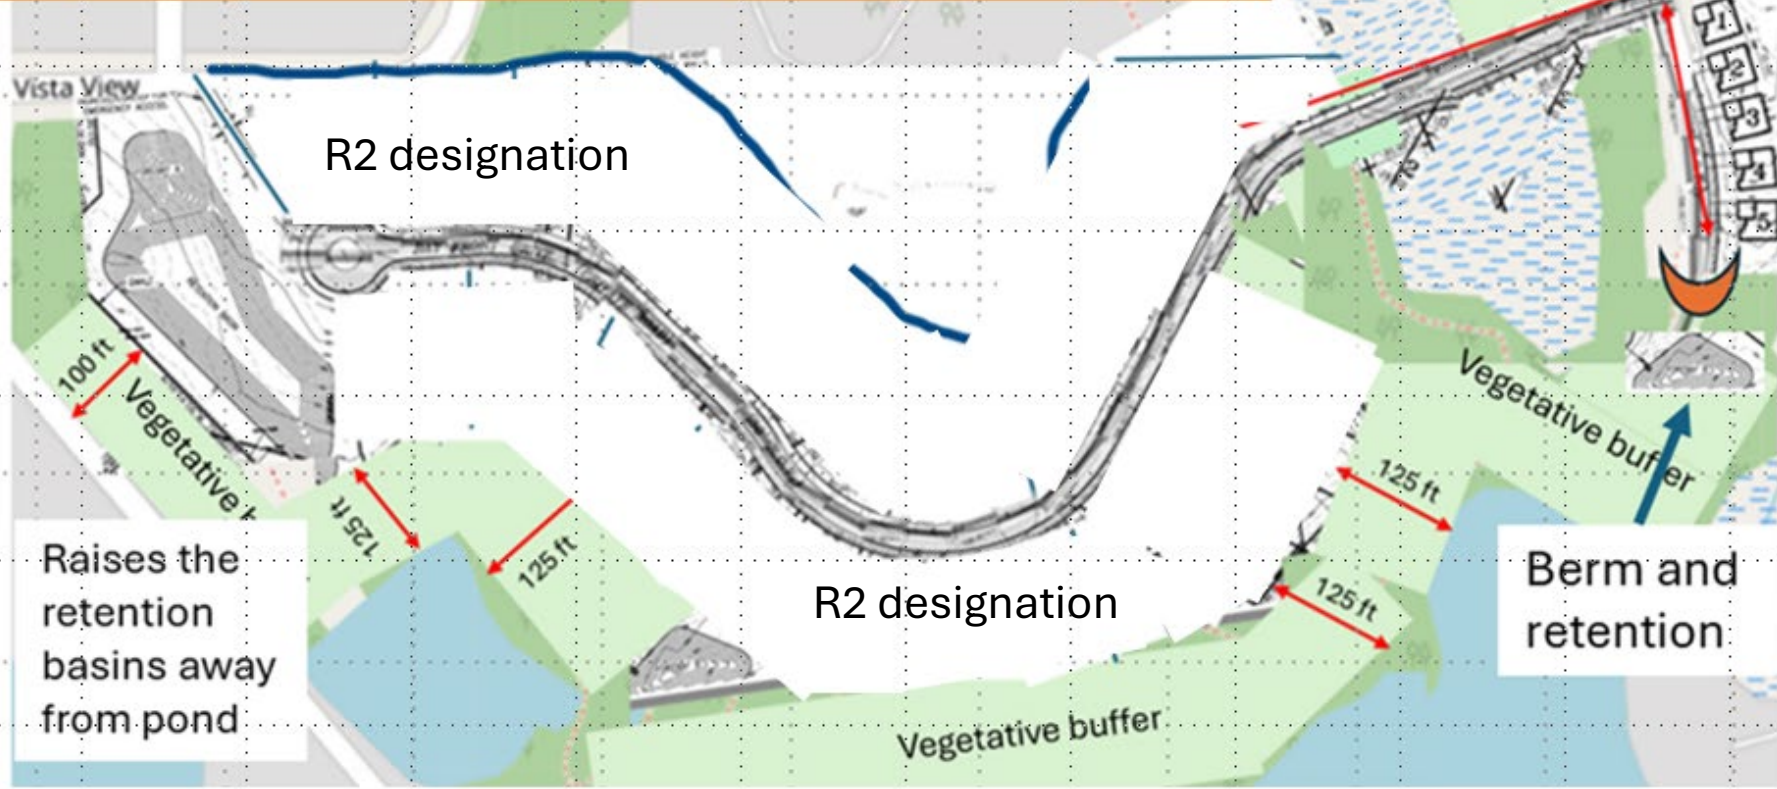 Vista View
R2 designation
1
2
3
4
5
100 ft
Vegetative b
125 ft
125 ft
Vegetative buffer
125 ft
125 ft
Raises the
retention
basins away
from pond
R2 designation
Berm and
retention
Vegetative buffer